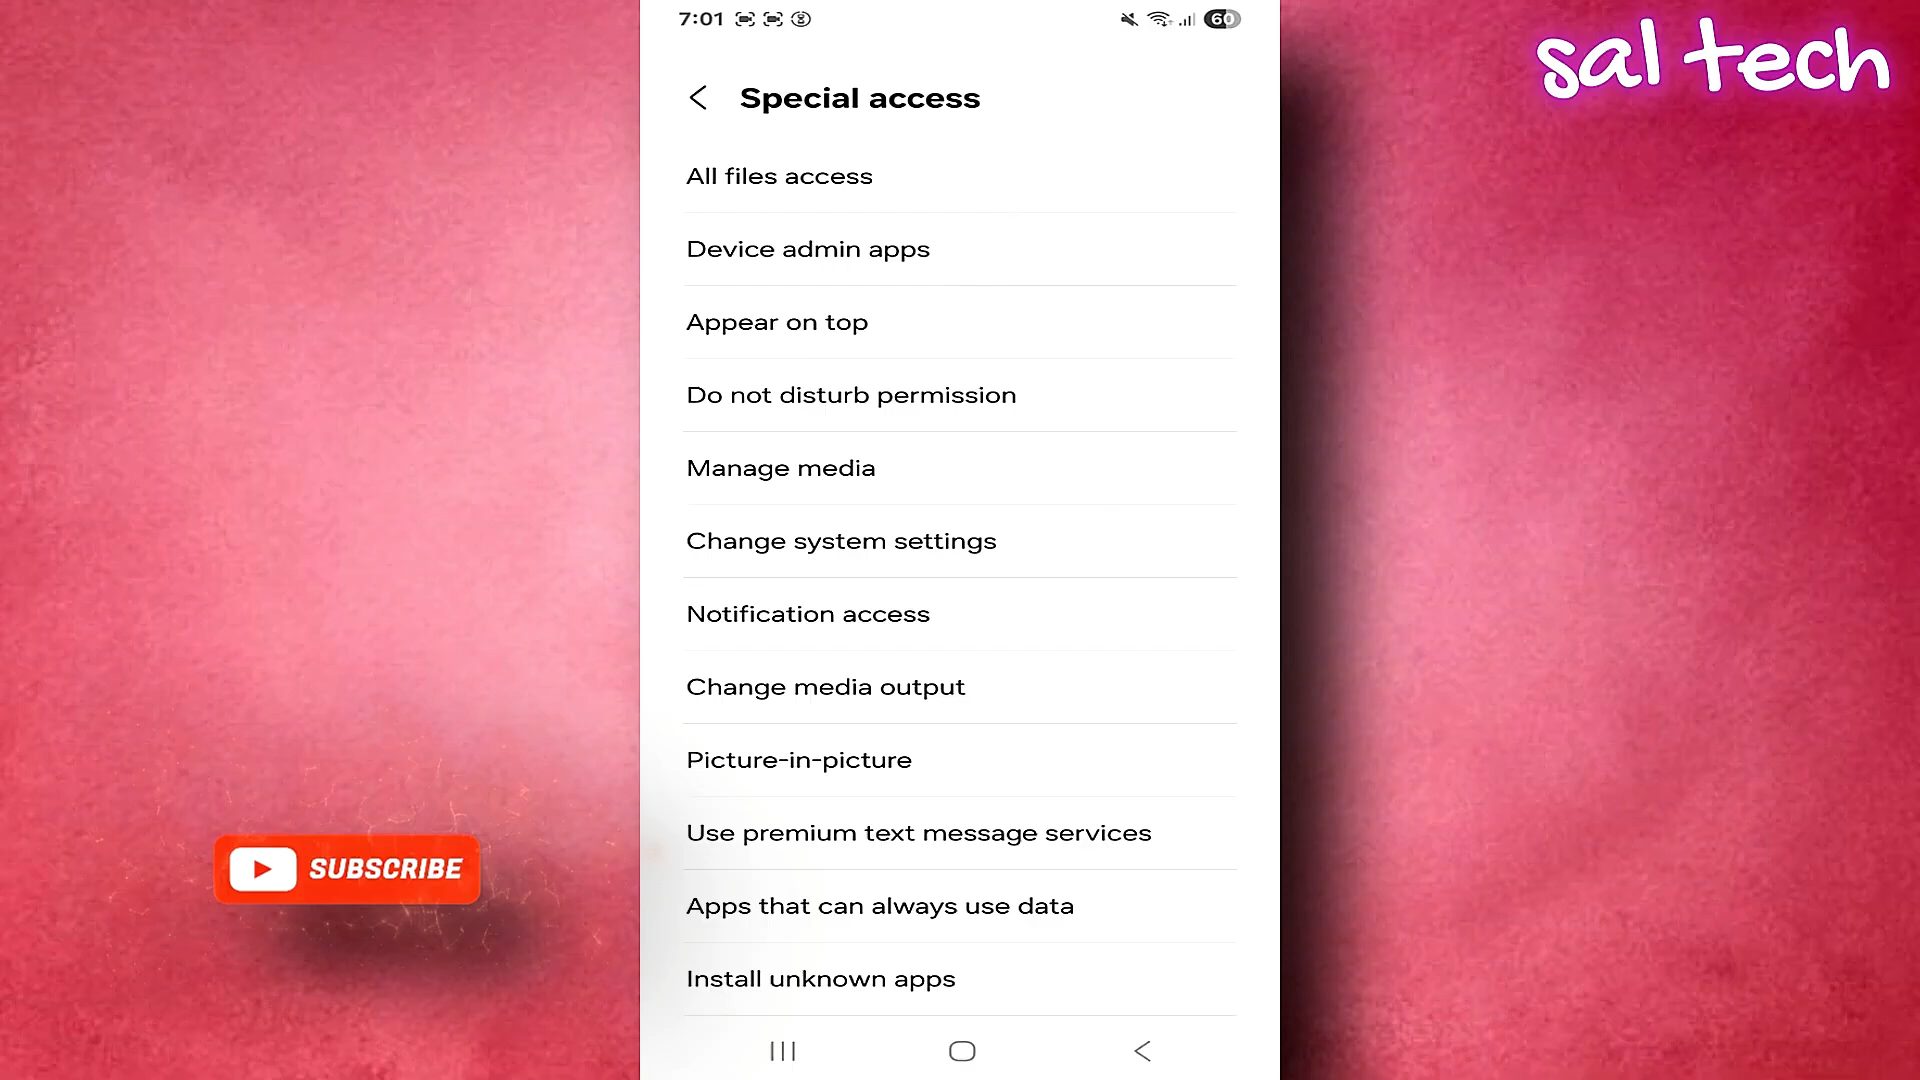 7:01
60
sal tech
Special access
All files access
Device admin apps
Appear on top
Do not disturb permission
Manage media
Change system settings
Notification access
Change media output
Picture-in-picture
Use premium text message services
SUBSCRIBE
Apps that can always use data
Install unknown apps